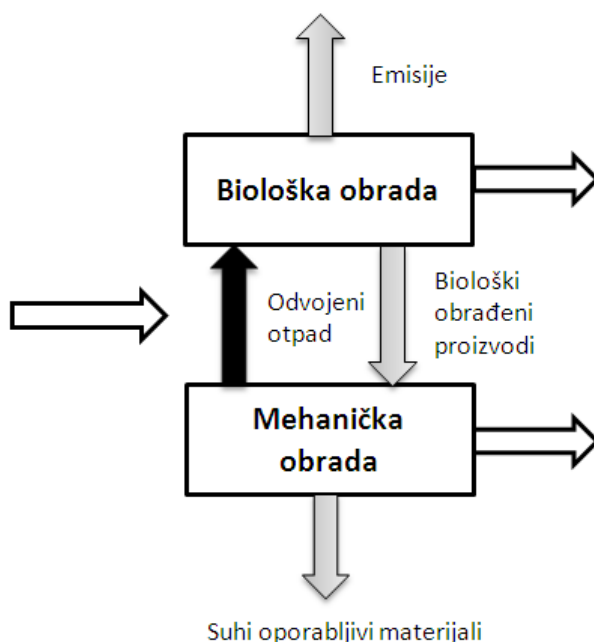 Emisije
Biološka obrada
Odvojeni
otpad
Biološki
obrađeni
proizvodi
Mehanička
obrada
Suhi oporabljivi materijali